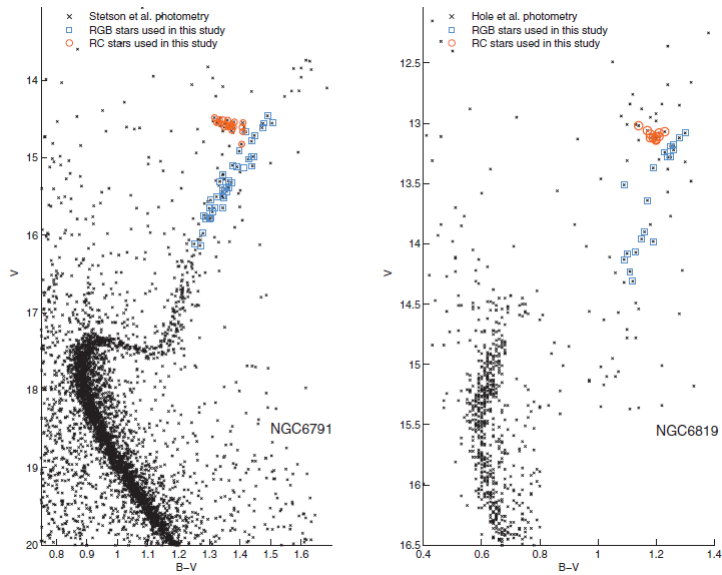 Stetson et al. photometry
RGB stars used in this study
RC stars used in this study
14
15
16
17
18
19
20
V
NGC6791
0.8 0.9 1 1.1 1.2 1.3 1.4 1.5 1.6
B−V
Hole et al. photometry
RGB stars used in this study
RC stars used in this study
12.5
13.0
13.5
14.0
14.5
15
15.5
16
16.5
V
NGC6819
0.4 0.6 0.8 1 1.2 1.4
B−V